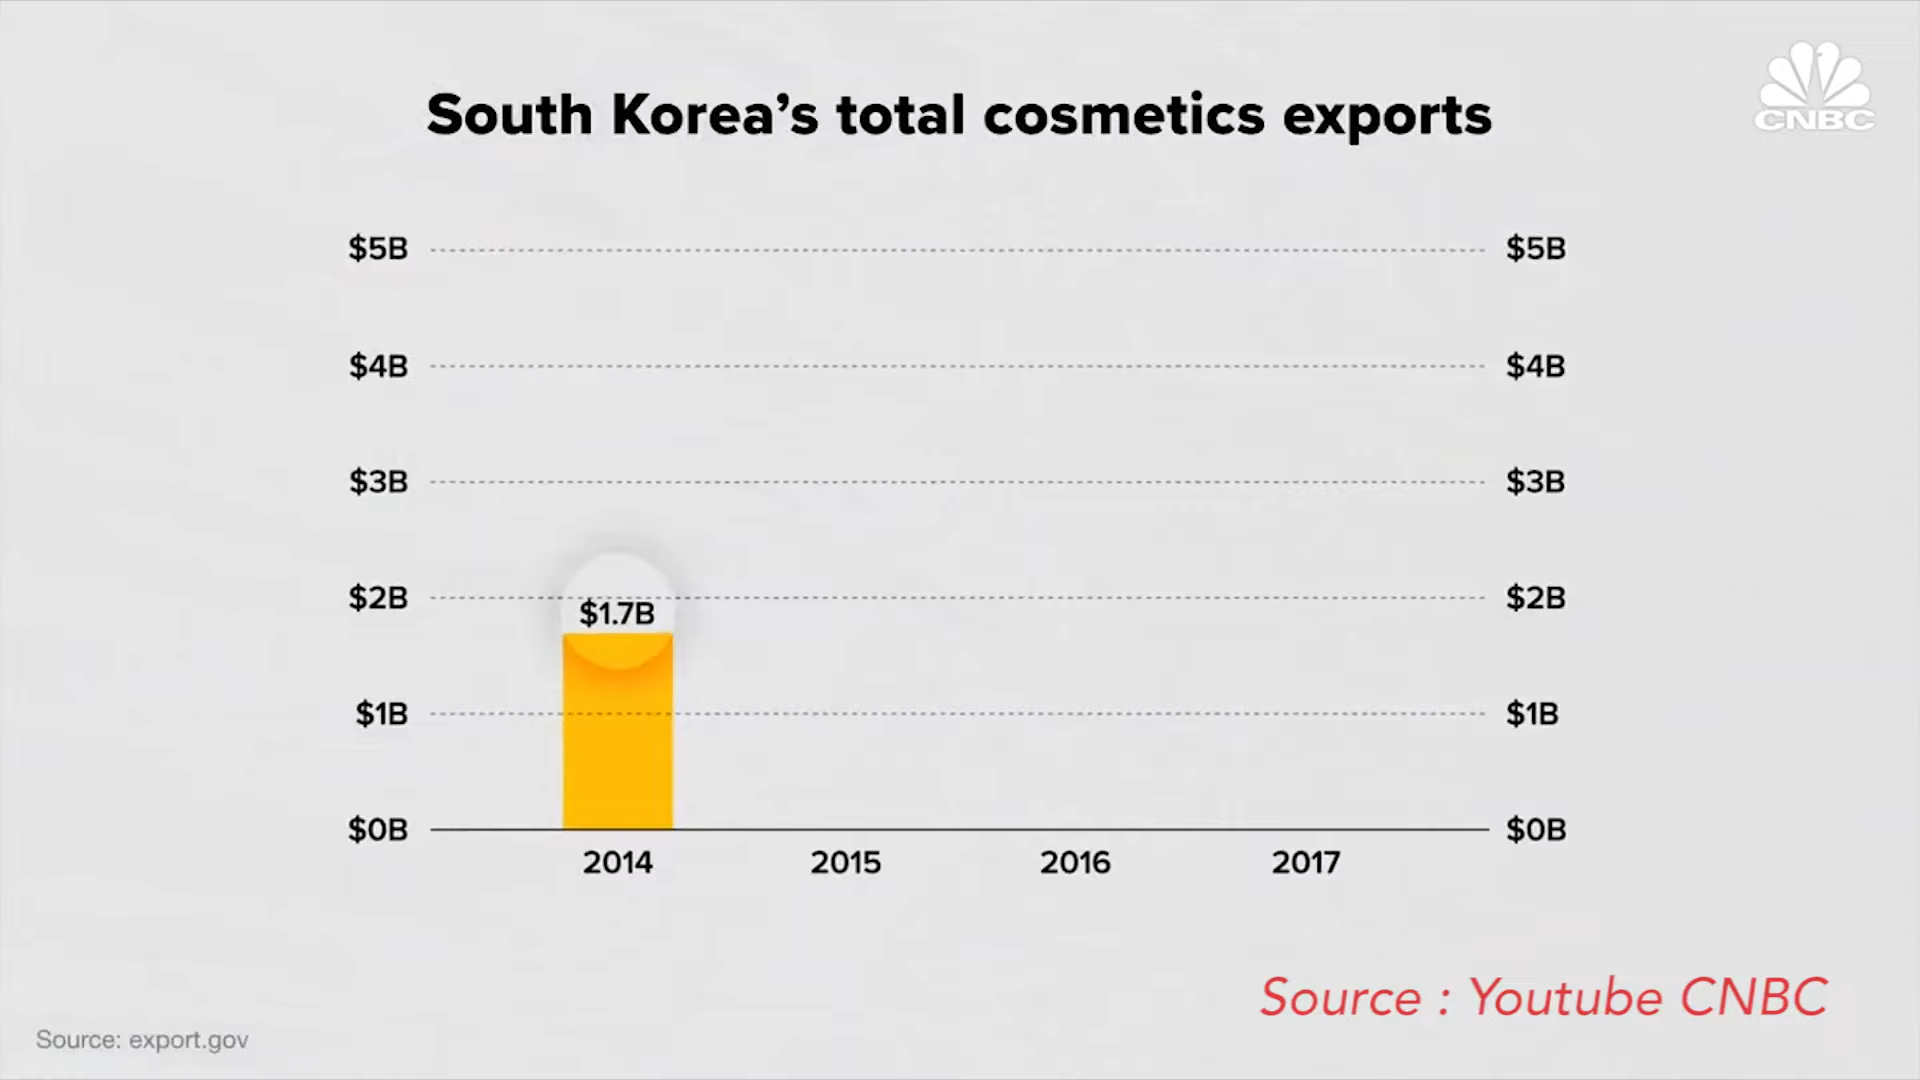 CNBC
South Korea’s total cosmetics exports
$5B $5B
$4B $4B
$3B $3B
$2B $2B
$1.7B
$1B $1B
$0B $0B
2014 2015 2016 2017
Source : Youtube CNBC
Source: export.gov